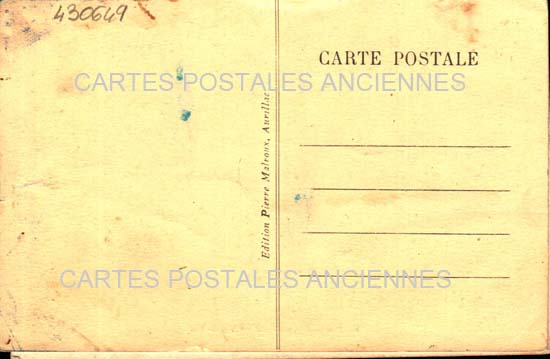 430649
CARTE POSTALE
CARTES POSTALES ANCIENNES
Edition Pierre Malroux, Aurillac
CARTES POSTALES ANCIENNES